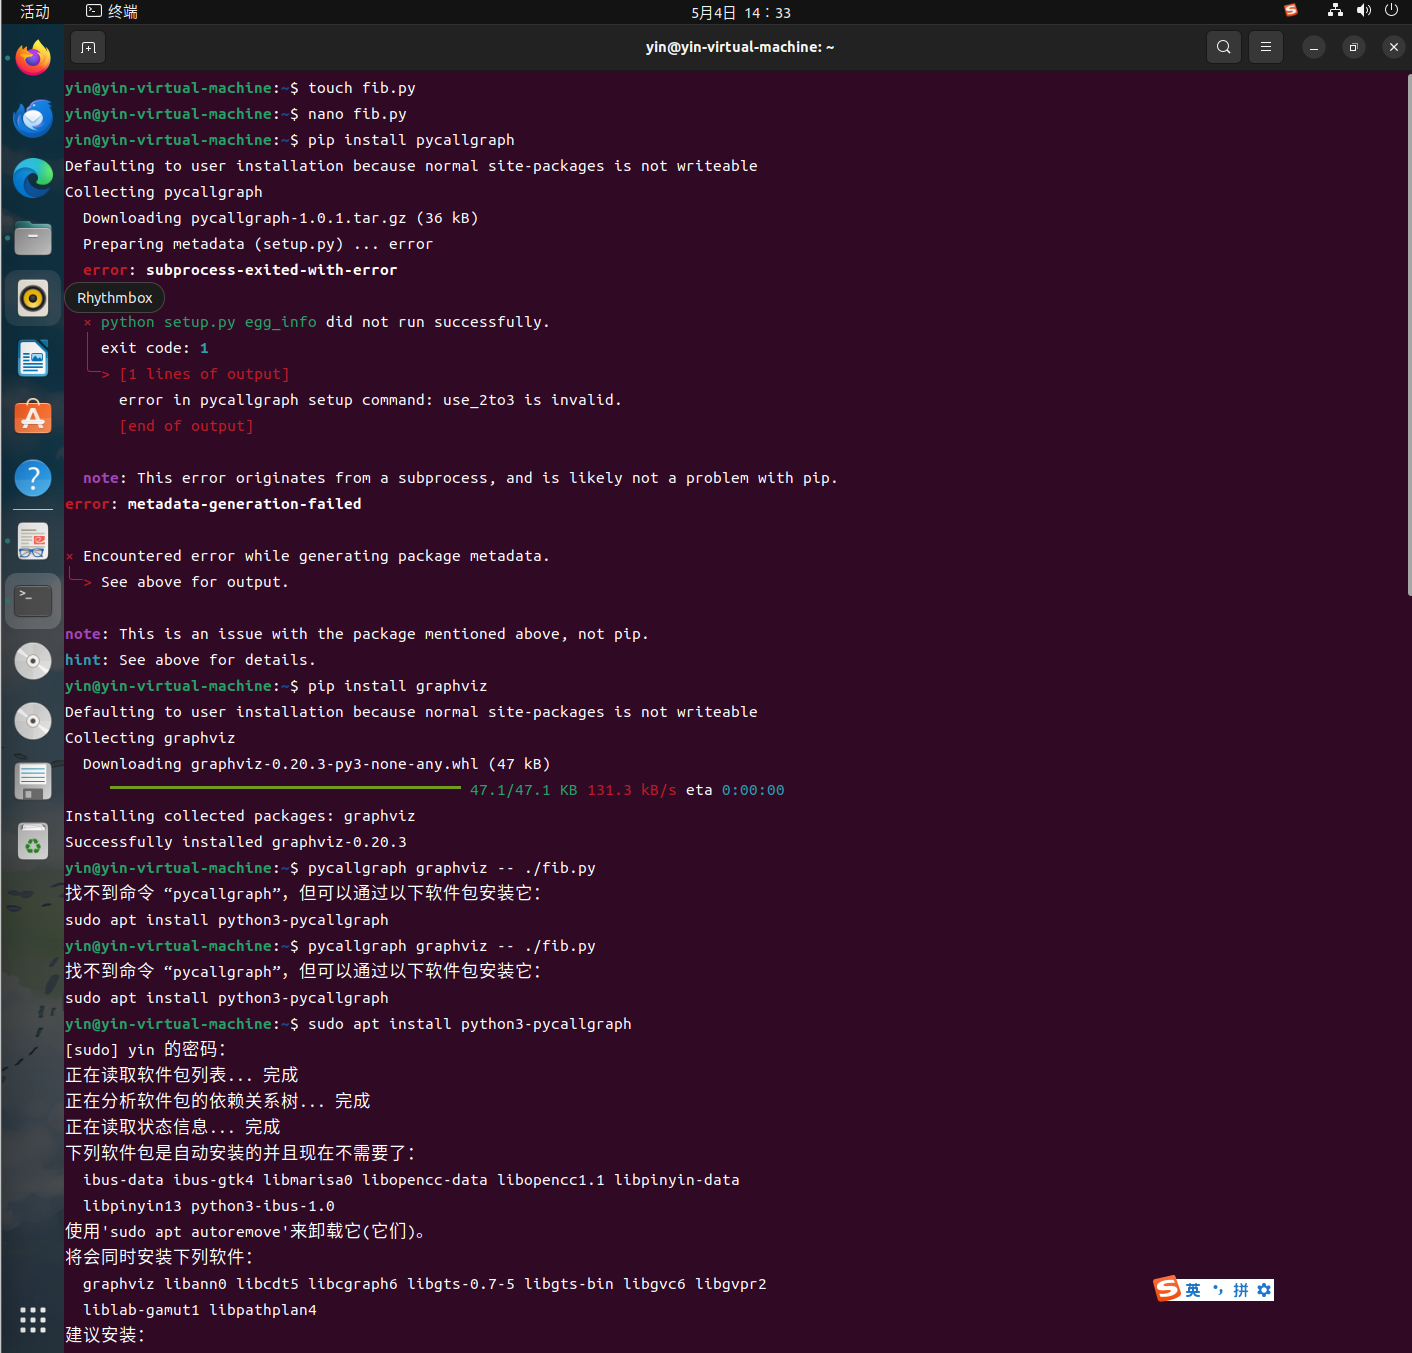 活动 终端 5月4日 14：33
yin@yin-virtual-machine: ~
yin@yin-virtual-machine:~$ touch fib.py
yin@yin-virtual-machine:~$ nano fib.py
yin@yin-virtual-machine:~$ pip install pycallgraph
Defaulting to user installation because normal site-packages is not writeable
Collecting pycallgraph
  Downloading pycallgraph-1.0.1.tar.gz (36 kB)
  Preparing metadata (setup.py) ... error
  error: subprocess-exited-with-error
Rhythmbox
  × python setup.py egg_info did not run successfully.
  │ exit code: 1
  ╰─> [1 lines of output]
      error in pycallgraph setup command: use_2to3 is invalid.
      [end of output]
  note: This error originates from a subprocess, and is likely not a problem with pip.
error: metadata-generation-failed
× Encountered error while generating package metadata.
╰─> See above for output.
note: This is an issue with the package mentioned above, not pip.
hint: See above for details.
yin@yin-virtual-machine:~$ pip install graphviz
Defaulting to user installation because normal site-packages is not writeable
Collecting graphviz
  Downloading graphviz-0.20.3-py3-none-any.whl (47 kB)
     ━━━━━━━━━━━━━━━━━━━━━━━━━━━━━━━━━━━━━━━ 47.1/47.1 KB 131.3 kB/s eta 0:00:00
Installing collected packages: graphviz
Successfully installed graphviz-0.20.3
yin@yin-virtual-machine:~$ pycallgraph graphviz -- ./fib.py
找不到命令 “pycallgraph”，但可以通过以下软件包安装它：
sudo apt install python3-pycallgraph
yin@yin-virtual-machine:~$ pycallgraph graphviz -- ./fib.py
找不到命令 “pycallgraph”，但可以通过以下软件包安装它：
sudo apt install python3-pycallgraph
yin@yin-virtual-machine:~$ sudo apt install python3-pycallgraph
[sudo] yin 的密码：
正在读取软件包列表... 完成
正在分析软件包的依赖关系树... 完成
正在读取状态信息... 完成
下列软件包是自动安装的并且现在不需要了：
  ibus-data ibus-gtk4 libmarisa0 libopencc-data libopencc1.1 libpinyin-data
  libpinyin13 python3-ibus-1.0
使用'sudo apt autoremove'来卸载它(它们)。
将会同时安装下列软件：
  graphviz libann0 libcdt5 libcgraph6 libgts-0.7-5 libgts-bin libgvc6 libgvpr2
  liblab-gamut1 libpathplan4
英 拼
建议安装：